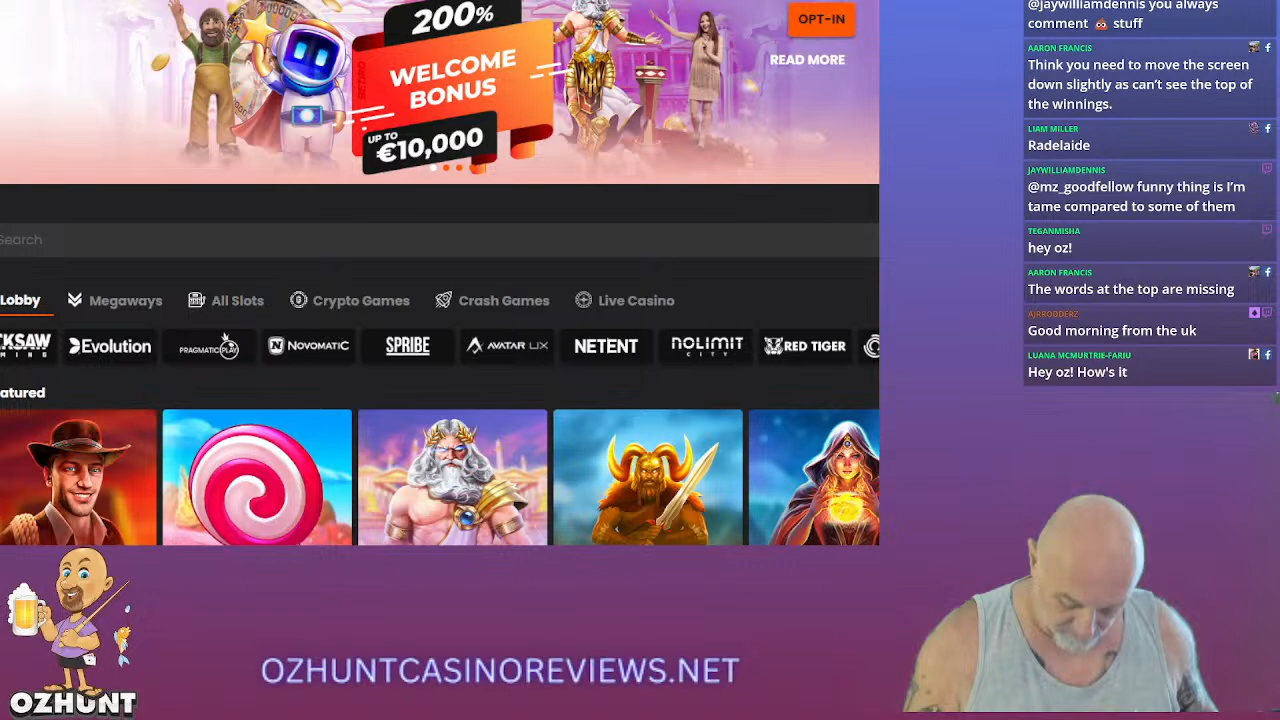 200%
WELCOME
BONUS
UP TO
€10,000
OPT-IN
READ MORE
Search
Lobby
Megaways
All Slots
Crypto Games
Crash Games
Live Casino
CKSAW
MING
Evolution
PRAGMATIC PLAY
NOVOMATIC
SPRIBE
AVATAR UX
NETENT
NOLIMIT
CITY
RED TIGER
atured
OZHUNT
OZHUNTCASINOREVIEWS.NET
@jaywilliamdennis you always
comment 💩 stuff
AARON FRANCIS
Think you need to move the screen
down slightly as can't see the top of
the winnings.
LIAM MILLER
Radelaide
JAYWILLIAMDENNIS
@mz_goodfellow funny thing is I'm
tame compared to some of them
TEGANMISHA
hey oz!
AARON FRANCIS
The words at the top are missing
AJRRODDERZ
Good morning from the uk
LUANA MCMURTRIE-FARIU
Hey oz! How's it